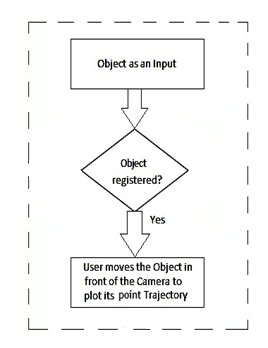 Object as an Input
Object
registered?
Yes
User moves the Object in
front of the Camera to
plot its point Trajectory